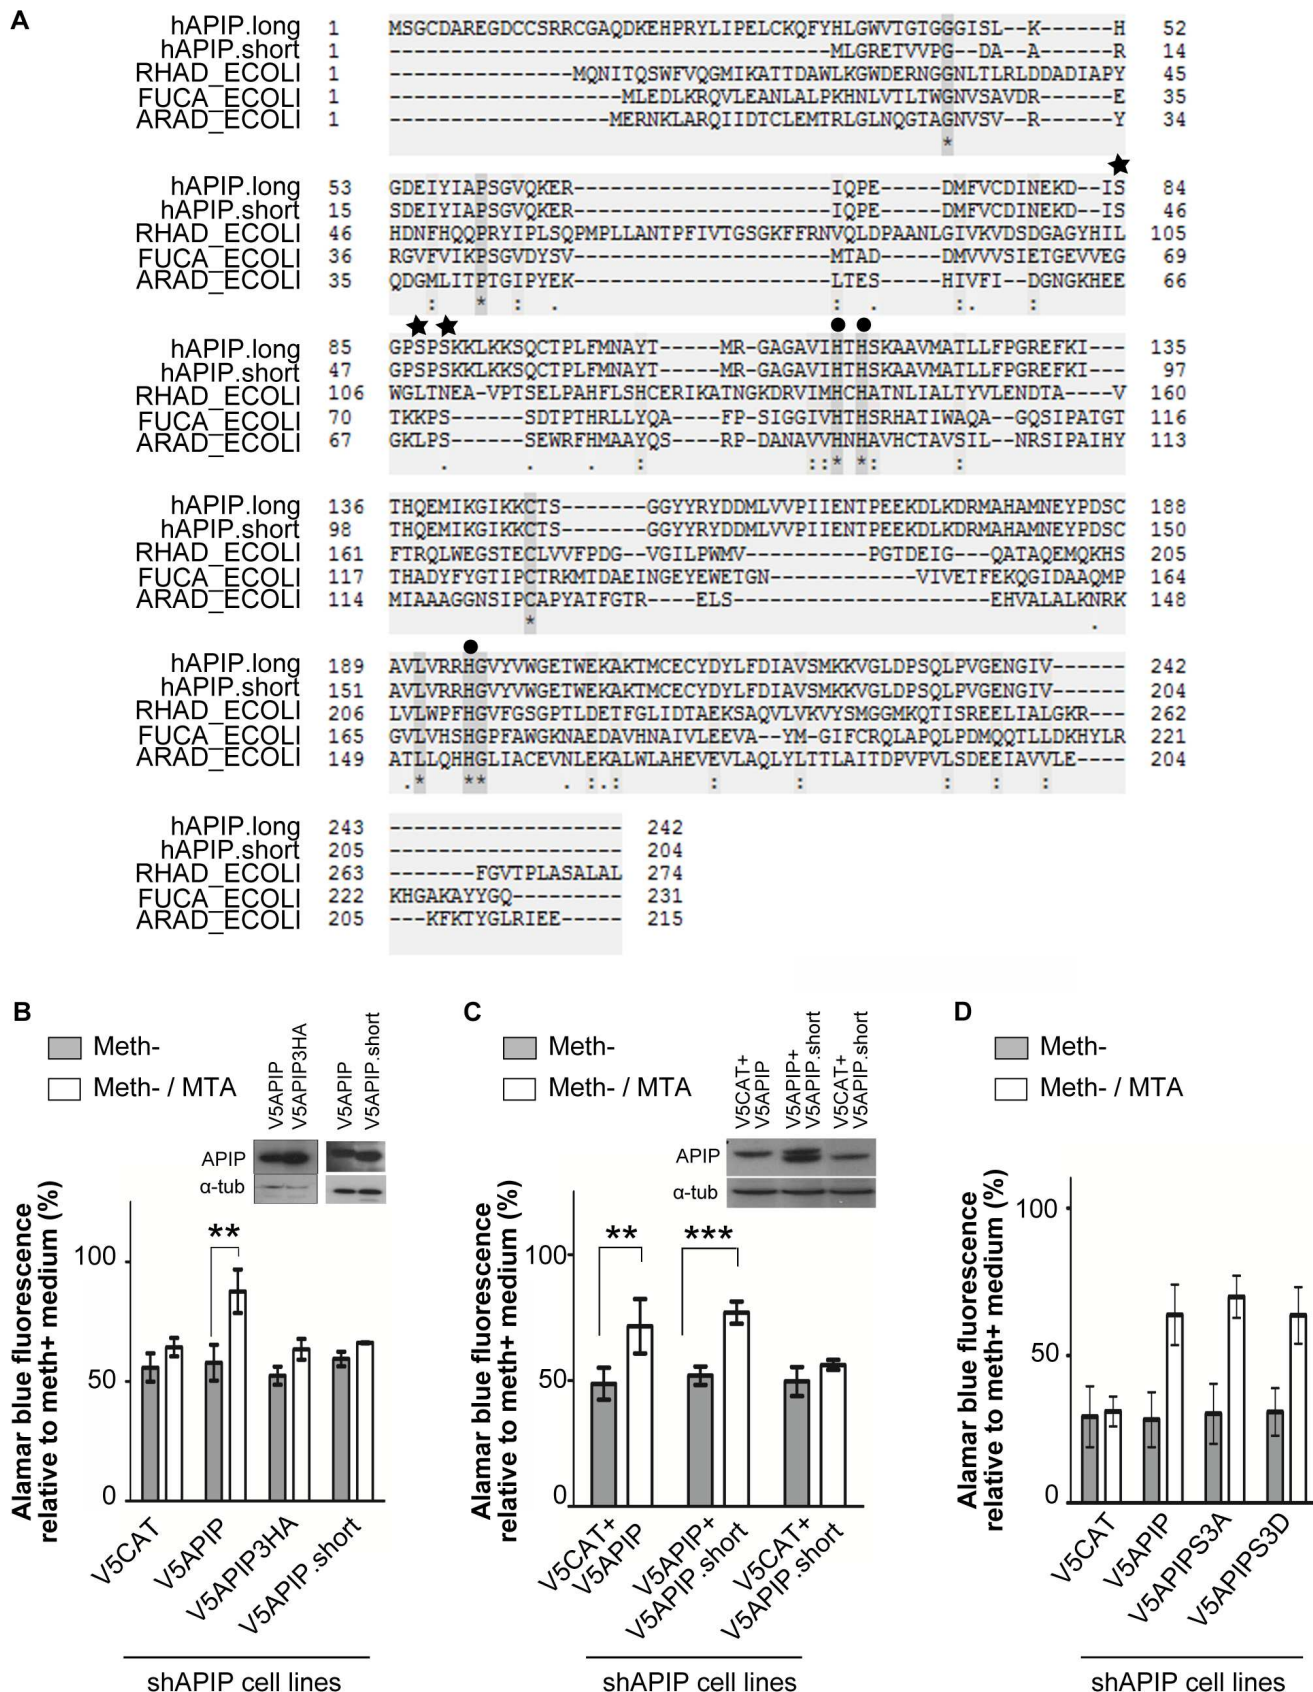 A
hAPIP.long 1 MSGCDAREGDCCSRRCGAQDKEHPRYLIPELCKQFYHLGWVTGTGGGISL--K------H 52
hAPIP.short 1 ------------------------------------MLGRETVVPG--DA--A------R 14
RHAD_ECOLI 1 ---------------MQNITQSWFVQGMIKATTDAWLKGWDERNGGNLTLRLDDADIAPY 45
FUCA_ECOLI 1 -------------------MLEDLKRQVLEANLALPKHNLVTLTWGNVSAVDR------E 35
ARAD_ECOLI 1 ------------------MERNKLARQIIDTCLEMTRLGLNQGTAGNVSV--R------Y 34
*
hAPIP.long 53 GDEIYIAPSGVQKER---------------------IQPE-----DMFVCDINEKD--IS 84
hAPIP.short 15 SDEIYIAPSGVQKER---------------------IQPE-----DMFVCDINEKD--IS 46
RHAD_ECOLI 46 HDNFHQQPRYIPLSQPMPLLANTPFIVTGSGKFFRNVQLDPAANLGIVKVDSDGAGYHIL 105
FUCA_ECOLI 36 RGVFVIKPSGVDYSV---------------------MTAD-----DMVVVSIETGEVVEG 69
ARAD_ECOLI 35 QDGMLITPTGIPYEK---------------------LTES-----HIVFI--DGNGKHEE 66
: * : . : . :. :
hAPIP.long 85 GPSPSKKLKKSQCTPLFMNAYT-----MR-GAGAVIHTHSKAAVMATLLFPGREFKI--- 135
hAPIP.short 47 GPSPSKKLKKSQCTPLFMNAYT-----MR-GAGAVIHTHSKAAVMATLLFPGREFKI--- 97
RHAD_ECOLI 106 WGLTNEA-VPTSELPAHFLSHCERIKATNGKDRVIMHCHATNLIALTYVLENDTA----V 160
FUCA_ECOLI 70 TKKPS------SDTPTHRLLYQA----FP-SIGGIVHTHSRHATIWAQA--GQSIPATGT 116
ARAD_ECOLI 67 GKLPS------SEWRFHMAAYQS----RP-DANAVVHNHAVHCTAVSIL--NRSIPAIHY 113
. . . : ::* *: :
hAPIP.long 136 THQEMIKGIKKCTS-------GGYYRYDDMLVVPIIENTPEEKDLKDRMAHAMNEYPDSC 188
hAPIP.short 98 THQEMIKGIKKCTS-------GGYYRYDDMLVVPIIENTPEEKDLKDRMAHAMNEYPDSC 150
RHAD_ECOLI 161 FTRQLWEGSTECLVVFPDG--VGILPWMV----------PGTDEIG---QATAQEMQKHS 205
FUCA_ECOLI 117 THADYFYGTIPCTRKMTDAEINGEYEWETGN------------VIVETFEKQGIDAAQMP 164
ARAD_ECOLI 114 MIAAAGGNSIPCAPYATFGTR----ELS---------------------EHVALALKNRK 148
* .
hAPIP.long 189 AVLVRRHGVYVWGETWEKAKTMCECYDYLFDIAVSMKKVGLDPSQLPVGENGIV------ 242
hAPIP.short 151 AVLVRRHGVYVWGETWEKAKTMCECYDYLFDIAVSMKKVGLDPSQLPVGENGIV------ 204
RHAD_ECOLI 206 LVLWPFHGVFGSGPTLDETFGLIDTAEKSAQVLVKVYSMGGMKQTISREELIALGKR--- 262
FUCA_ECOLI 165 GVLVHSHGPFAWGKNAEDAVHNAIVLEEVA--YM-GIFCRQLAPQLPDMQQTLLDKHYLR 221
ARAD_ECOLI 149 ATLLQHHGLIACEVNLEKALWLAHEVEVLAQLYLTTLAITDPVPVLSDEEIAVVLE---- 204
.* ** . :.: : : : : :
hAPIP.long 243 ------------------- 242
hAPIP.short 205 ------------------- 204
RHAD_ECOLI 263 -------FGVTPLASALAL 274
FUCA_ECOLI 222 KHGAKAYYGQ--------- 231
ARAD_ECOLI 205 ---KFKTYGLRIEE----- 215
B
Meth-
Meth- / MTA
V5APIP
V5APIP3HA
V5APIP
V5APIP.short
APIP
α-tub
Alamar blue fluorescence
relative to meth+ medium (%)
100
50
0
**
V5CAT
V5APIP
V5APIP3HA
V5APIP.short
shAPIP cell lines
C
Meth-
Meth- / MTA
V5CAT+
V5APIP
V5APIP+
V5APIP.short
V5CAT+
V5APIP.short
APIP
α-tub
Alamar blue fluorescence
relative to meth+ medium (%)
100
50
0
**
***
V5CAT+
V5APIP
V5APIP+
V5APIP.short
V5CAT+
V5APIP.short
shAPIP cell lines
D
Meth-
Meth- / MTA
Alamar blue fluorescence
relative to meth+ medium (%)
100
50
0
V5CAT
V5APIP
V5APIPS3A
V5APIPS3D
shAPIP cell lines